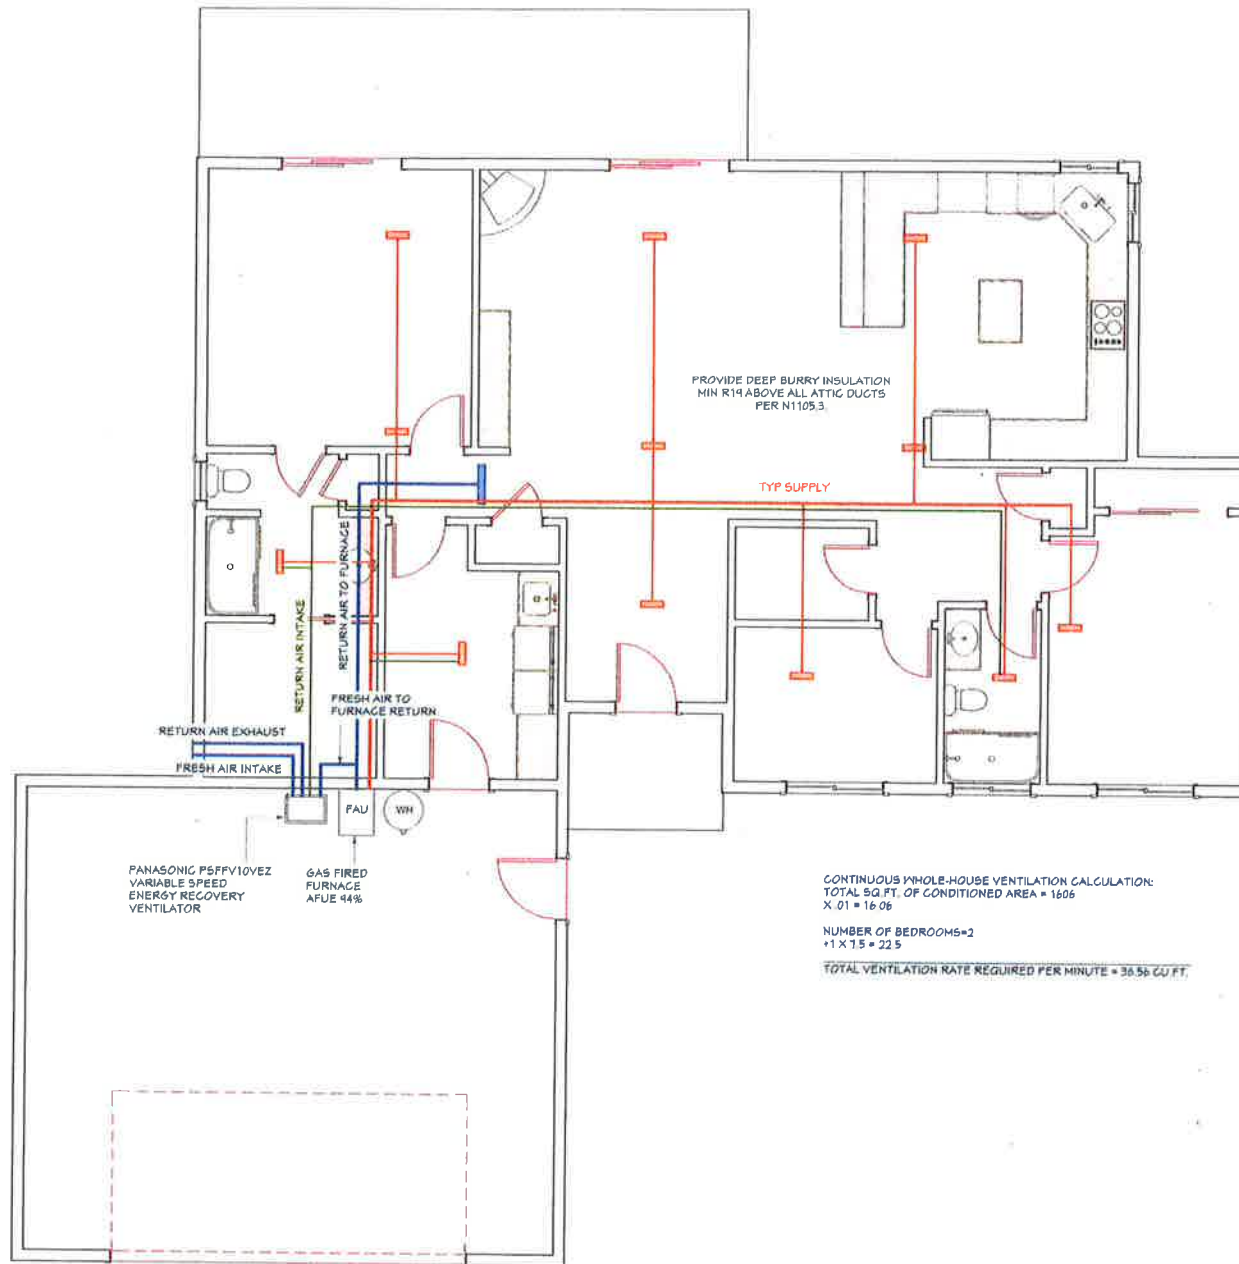 PROVIDE DEEP BURRY INSULATION
MIN R19 ABOVE ALL ATTIC DUCTS
PER N1105.3.
TYP SUPPLY
RETURN AIR TO FURNACE
RETURN AIR INTAKE
FRESH AIR TO
FURNACE RETURN
RETURN AIR EXHAUST
FRESH AIR INTAKE
FAU
WH
PANASONIC PSFFV10VEZ
VARIABLE SPEED
ENERGY RECOVERY
VENTILATOR
GAS FIRED
FURNACE
AFUE 94%
CONTINUOUS WHOLE-HOUSE VENTILATION CALCULATION:
TOTAL SQ.FT. OF CONDITIONED AREA = 1606
X .01 = 16.06
NUMBER OF BEDROOMS=2
+1 X 7.5 = 22.5
TOTAL VENTILATION RATE REQUIRED PER MINUTE = 38.56 CU FT.